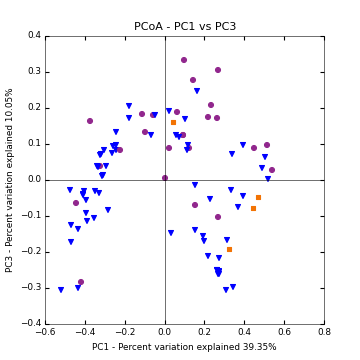 PCoA - PC1 vs PC3
0.4
0.3
0.2
0.1
0.0
−0.1
−0.2
−0.3
−0.4
PC3 - Percent variation explained 10.05%
−0.6 −0.4 −0.2 0.0 0.2 0.4 0.6 0.8
PC1 - Percent variation explained 39.35%